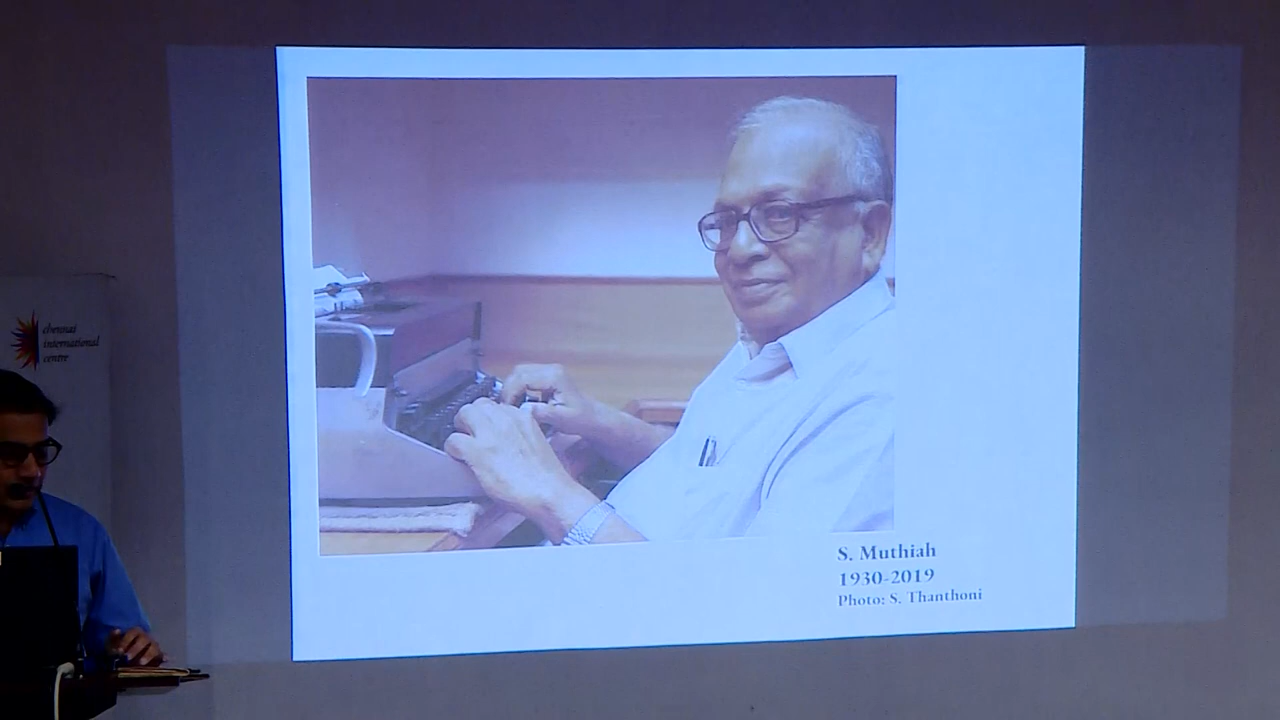 chennai
international
centre
S. Muthiah
1930-2019
Photo: S. Thanthoni